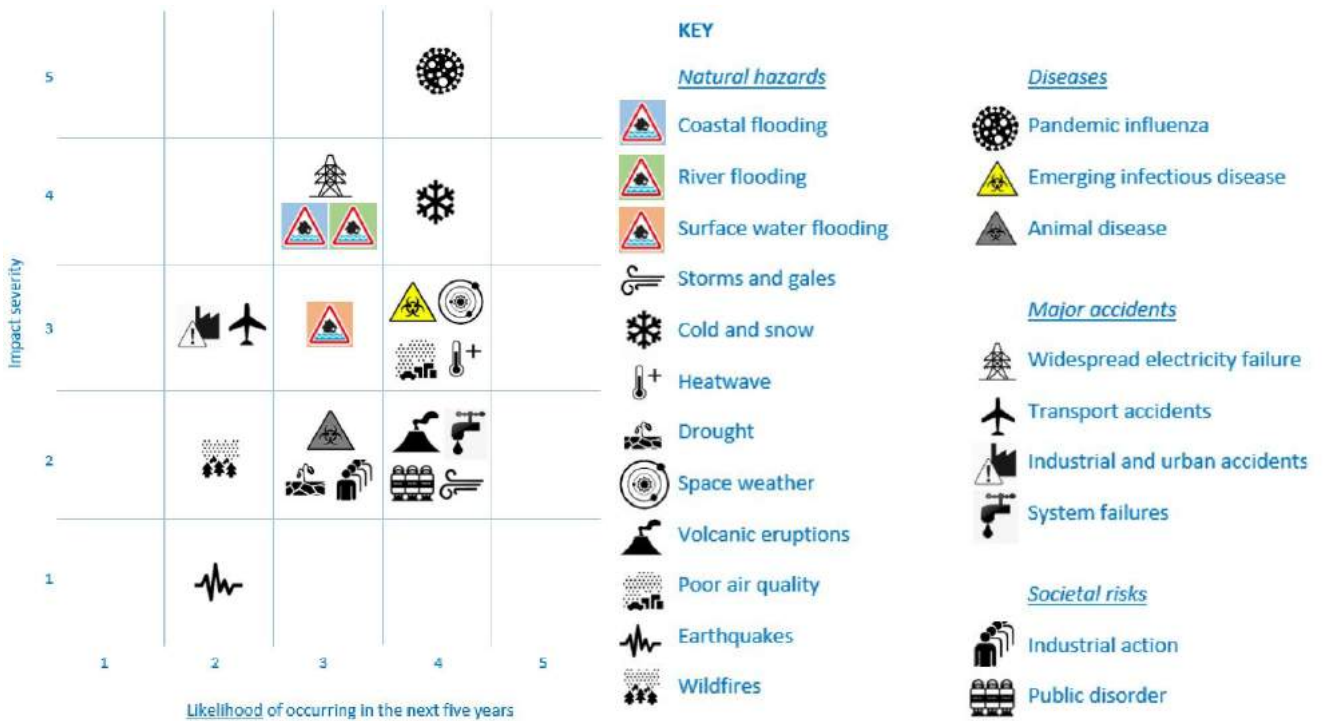 KEY
Natural hazards
Coastal flooding
River flooding
Surface water flooding
Storms and gales
Cold and snow
Heatwave
Drought
Space weather
Volcanic eruptions
Poor air quality
Earthquakes
Wildfires
Diseases
Pandemic influenza
Emerging infectious disease
Animal disease
Major accidents
Widespread electricity failure
Transport accidents
Industrial and urban accidents
System failures
Societal risks
Industrial action
Public disorder
Impact severity
5
4
3
2
1
1 2 3 4 5
Likelihood of occurring in the next five years